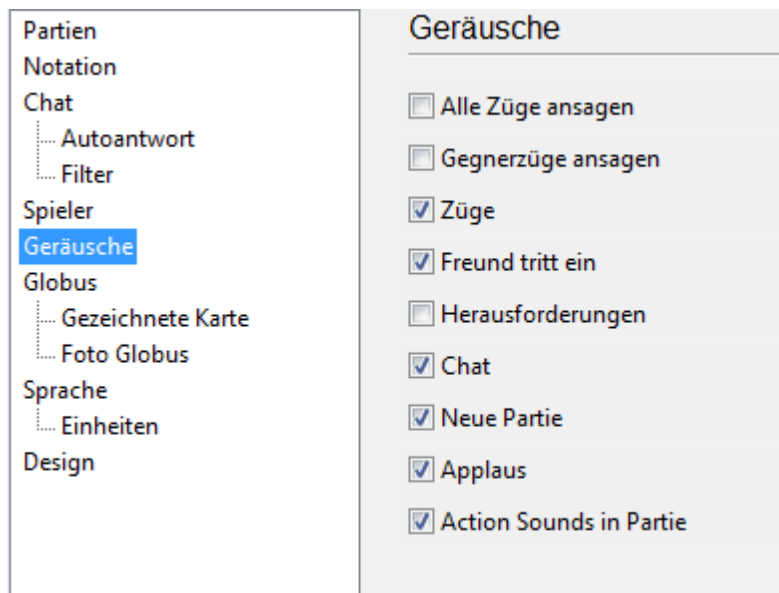 Partien
Notation
Chat
Autoantwort
Filter
Spieler
Geräusche
Globus
Gezeichnete Karte
Foto Globus
Sprache
Einheiten
Design
Geräusche
Alle Züge ansagen
Gegnerzüge ansagen
Züge
Freund tritt ein
Herausforderungen
Chat
Neue Partie
Applaus
Action Sounds in Partie